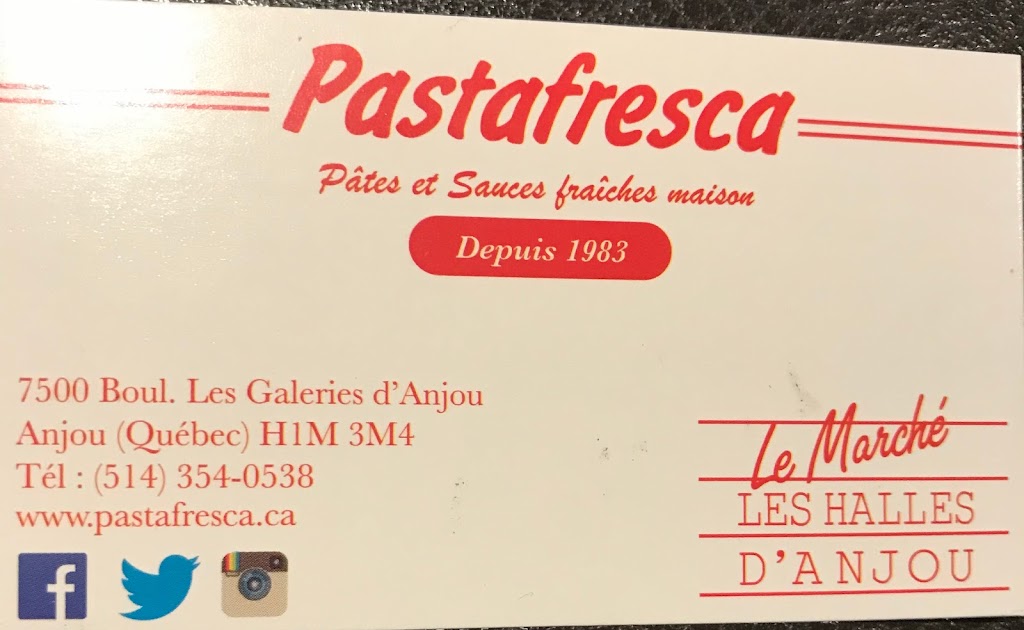 Pastafresca
Pâtes et Sauces fraîches maison
Depuis 1983
7500 Boul. Les Galeries d'Anjou
Anjou (Québec) H1M 3M4
Tél : (514) 354-0538
www.pastafresca.ca
Le Marché
LES HALLES
D'ANJOU